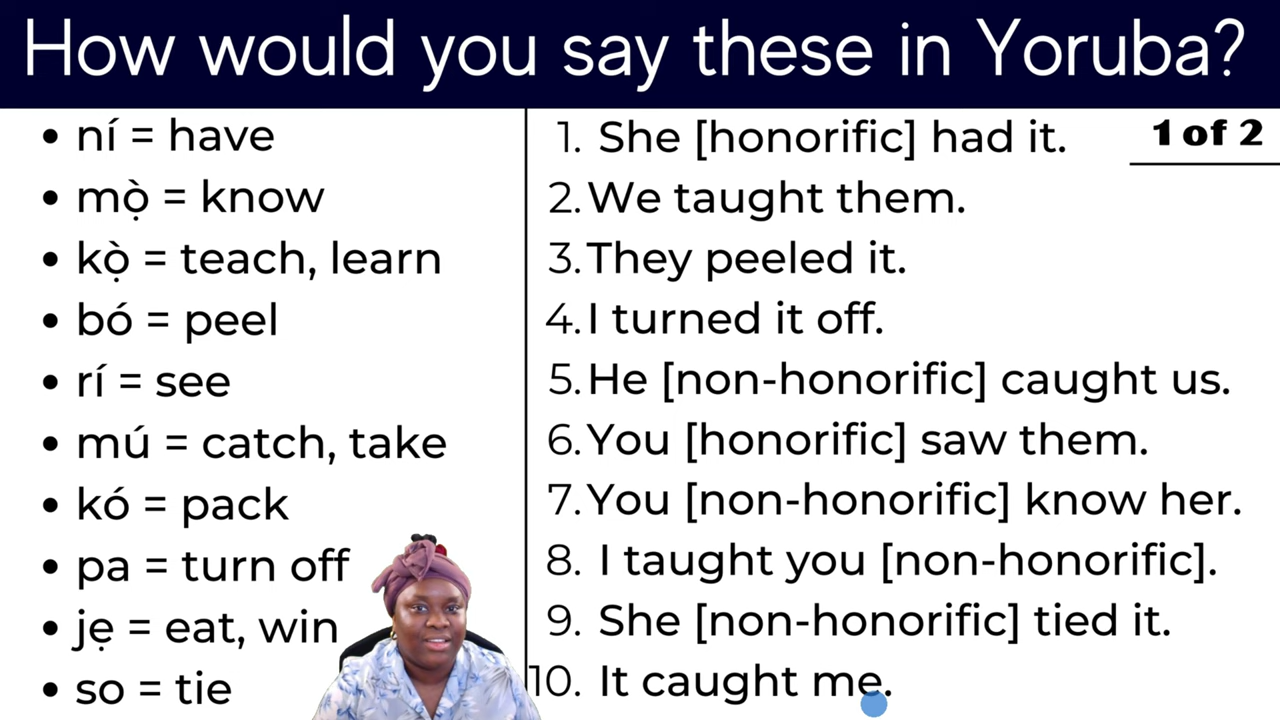 How would you say these in Yoruba?
• ní = have
• mọ̀ = know
• kọ̀ = teach, learn
• bó = peel
• rí = see
• mú = catch, take
• kó = pack
• pa = turn off
• jẹ = eat, win
• so = tie
1 of 2
1. She [honorific] had it.
2. We taught them.
3. They peeled it.
4. I turned it off.
5. He [non-honorific] caught us.
6. You [honorific] saw them.
7. You [non-honorific] know her.
8. I taught you [non-honorific].
9. She [non-honorific] tied it.
10. It caught me.